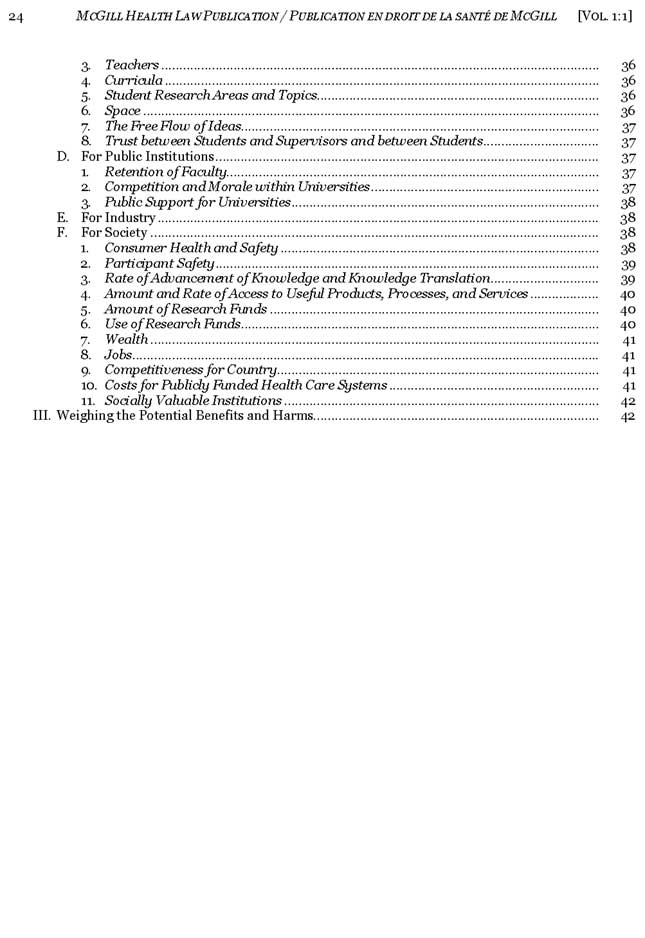 24 MCGILL HEALTH LAW PUBLICATION / PUBLICATION EN DROIT DE LA SANTÉ DE MCGILL [VOL. 1:1]
3. Teachers ........ 36
4. Curricula ........ 36
5. Student Research Areas and Topics........ 36
6. Space ........ 36
7. The Free Flow of Ideas........ 37
8. Trust between Students and Supervisors and between Students........ 37
D. For Public Institutions........ 37
1. Retention of Faculty........ 37
2. Competition and Morale within Universities........ 37
3. Public Support for Universities........ 38
E. For Industry ........ 38
F. For Society ........ 38
1. Consumer Health and Safety ........ 38
2. Participant Safety........ 39
3. Rate of Advancement of Knowledge and Knowledge Translation........ 39
4. Amount and Rate of Access to Useful Products, Processes, and Services ........ 40
5. Amount of Research Funds ........ 40
6. Use of Research Funds........ 40
7. Wealth ........ 41
8. Jobs........ 41
9. Competitiveness for Country........ 41
10. Costs for Publicly Funded Health Care Systems ........ 41
11. Socially Valuable Institutions ........ 42
III. Weighing the Potential Benefits and Harms........ 42